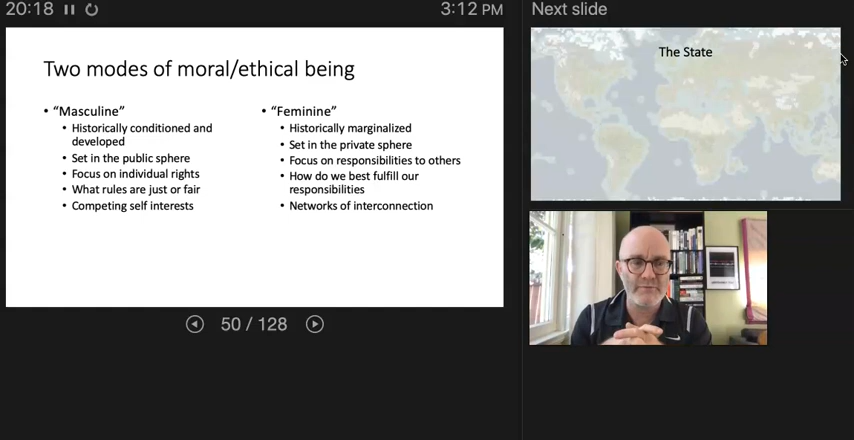 20:18
3:12 PM
Next slide
Two modes of moral/ethical being
• "Masculine"
• Historically conditioned and
developed
• Set in the public sphere
• Focus on individual rights
• What rules are just or fair
• Competing self interests
• "Feminine"
• Historically marginalized
• Set in the private sphere
• Focus on responsibilities to others
• How do we best fulfill our
responsibilities
• Networks of interconnection
The State
50 / 128